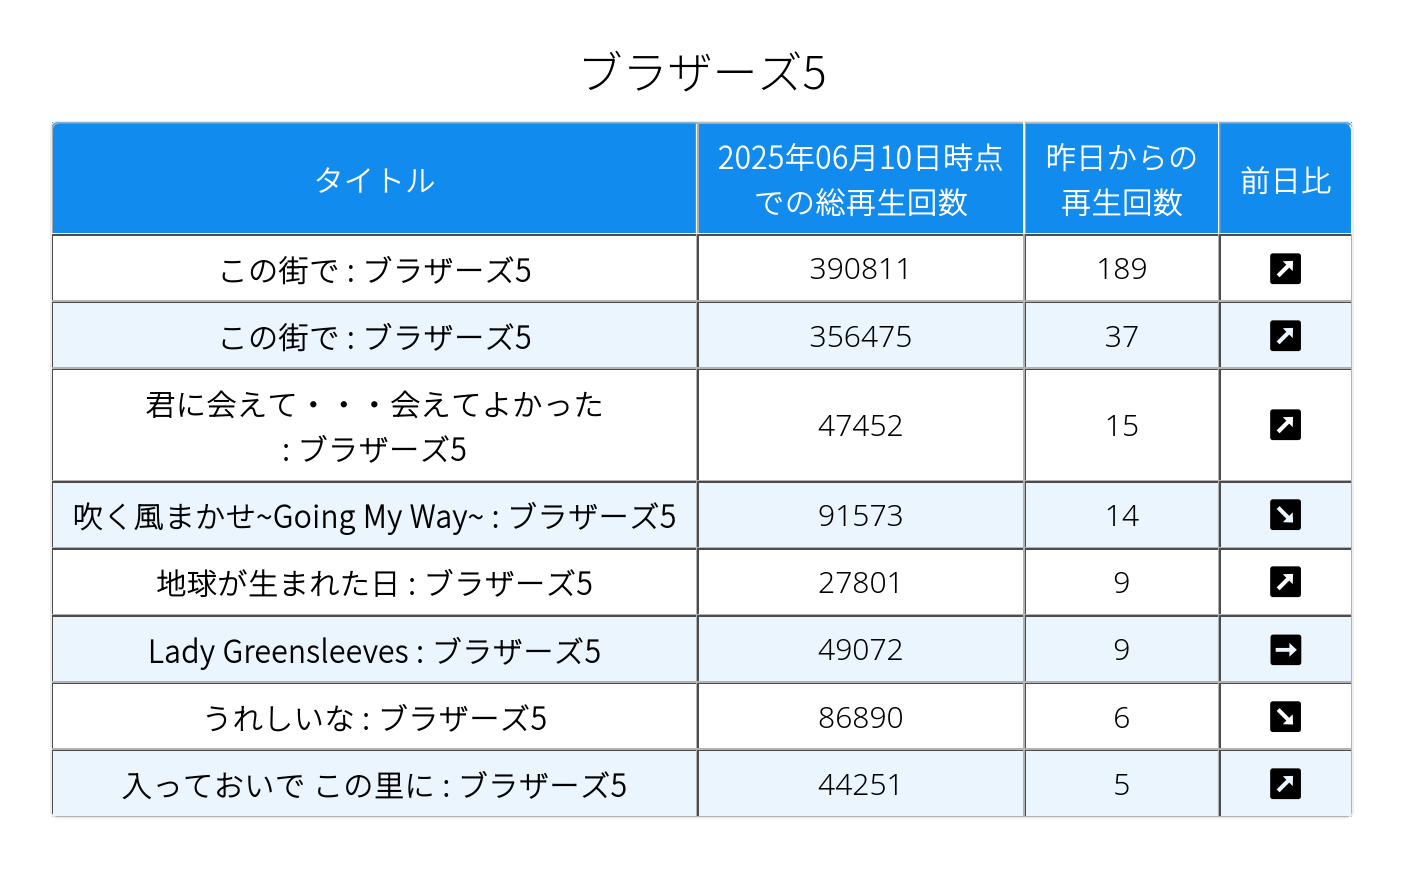 ブラザーズ5
タイトル
2025年06月10日時点
での総再生回数
昨日からの
再生回数
前日比
この街で : ブラザーズ5
390811
189
この街で : ブラザーズ5
356475
37
君に会えて・・・会えてよかった
: ブラザーズ5
47452
15
吹く風まかせ~Going My Way~ : ブラザーズ5
91573
14
地球が生まれた日 : ブラザーズ5
27801
9
Lady Greensleeves : ブラザーズ5
49072
9
うれしいな : ブラザーズ5
86890
6
入っておいで この里に : ブラザーズ5
44251
5